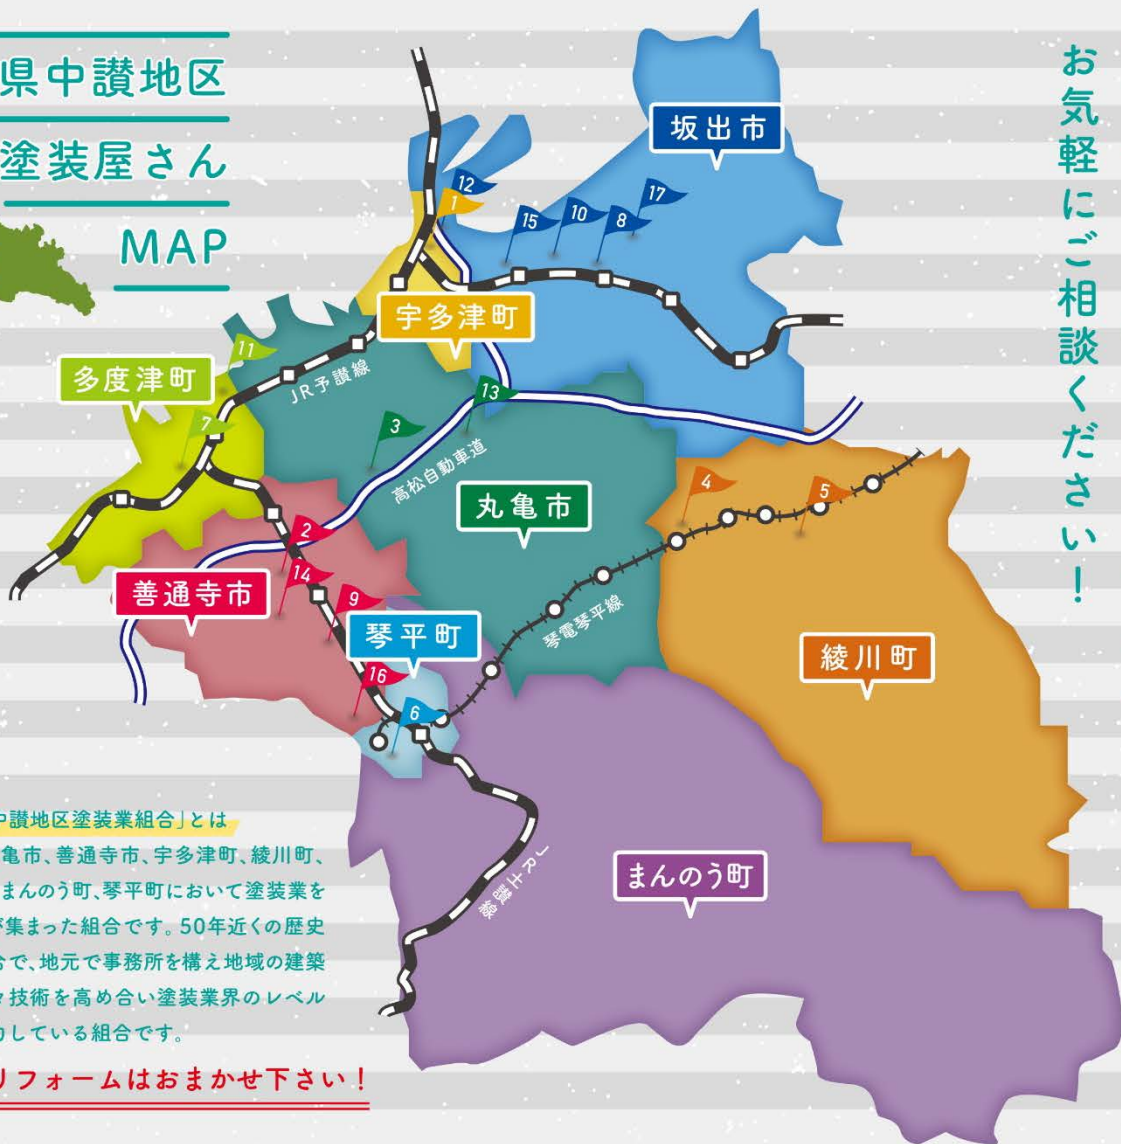 県中讃地区
塗装屋さん
MAP
お気軽にご相談ください！
坂出市
12
1
15
10
8
17
宇多津町
11
多度津町
JR予讃線
7
3
13
高松自動車道
丸亀市
4
5
2
14
善通寺市
9
琴平町
琴電琴平線
綾川町
16
6
まんのう町
JR土讃線
中讃地区塗装業組合」とは
亀市、善通寺市、宇多津町、綾川町、
まんのう町、琴平町において塗装業を
が集まった組合です。50年近くの歴史
合で、地元で事務所を構え地域の建築
々技術を高め合い塗装業界のレベル
力している組合です。
リフォームはおまかせ下さい！